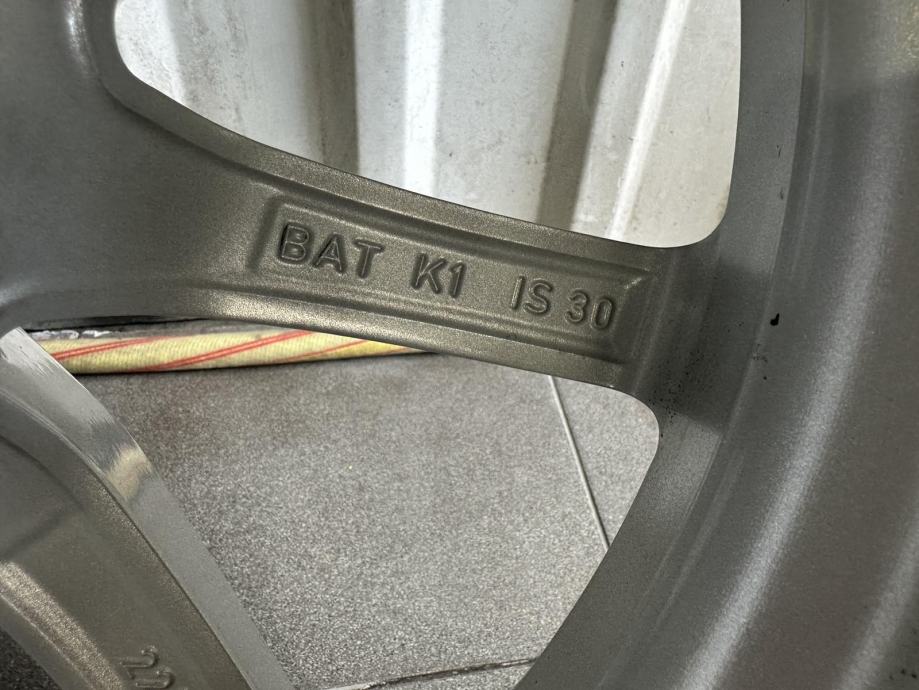 BAT K1 IS 30